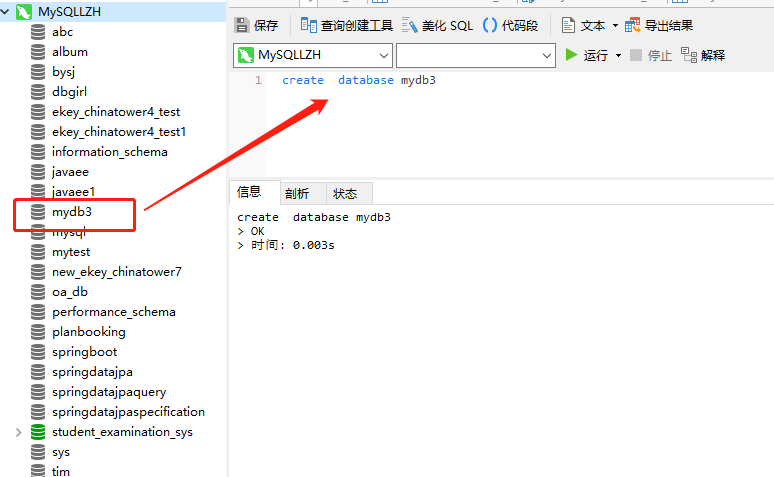 MySQLLZH
abc
album
bysj
dbgirl
ekey_chinatower4_test
ekey_chinatower4_test1
information_schema
javaee
javaee1
mydb3
mysql
mytest
new_ekey_chinatower7
oa_db
performance_schema
planbooking
springboot
springdatajpa
springdatajpaquery
springdatajpaspecification
student_examination_sys
sys
tim
保存 查询创建工具 美化 SQL () 代码段 文本 导出结果
MySQLLZH 运行 停止 解释
1 create  database mydb3
信息 剖析 状态
create  database mydb3
> OK
> 时间: 0.003s